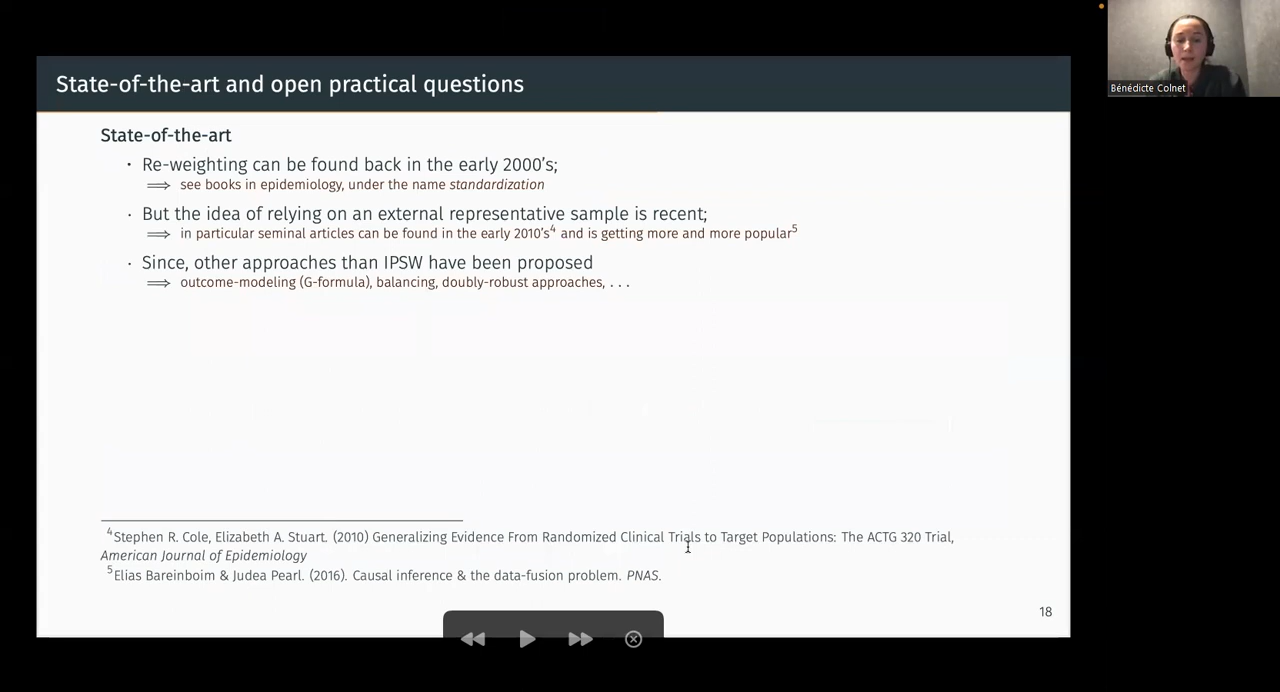 State-of-the-art and open practical questions
Bénédicte Colnet
State-of-the-art
· Re-weighting can be found back in the early 2000's;
⟹ see books in epidemiology, under the name standardization
· But the idea of relying on an external representative sample is recent;
⟹ in particular seminal articles can be found in the early 2010's⁴ and is getting more and more popular⁵
· Since, other approaches than IPSW have been proposed
⟹ outcome-modeling (G-formula), balancing, doubly-robust approaches, . . .
⁴Stephen R. Cole, Elizabeth A. Stuart. (2010) Generalizing Evidence From Randomized Clinical Trials to Target Populations: The ACTG 320 Trial,
American Journal of Epidemiology
⁵Elias Bareinboim & Judea Pearl. (2016). Causal inference & the data-fusion problem. PNAS.
18